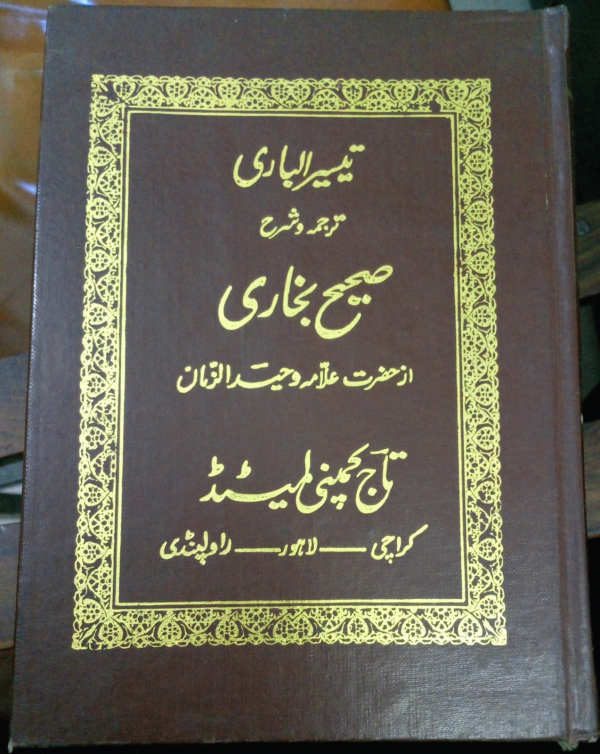 تیسیر الباری
ترجمہ و شرح
صحیح بخاری
از حضرت علامہ وحید الزمان
تاج کمپنی لمیٹڈ
کراچی — لاہور — راولپنڈی